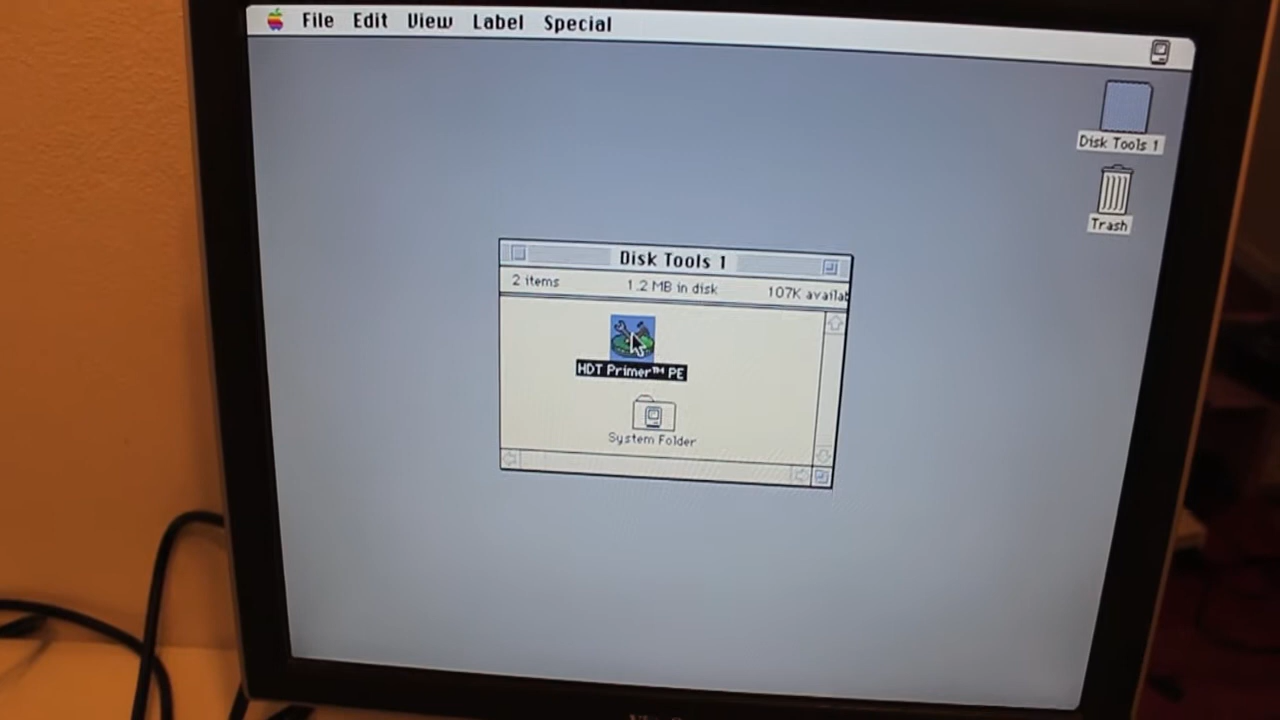 File Edit View Label Special
Disk Tools 1
Trash
Disk Tools 1
2 items 1.2 MB in disk 107K availab
HDT Primer™ PE
System Folder